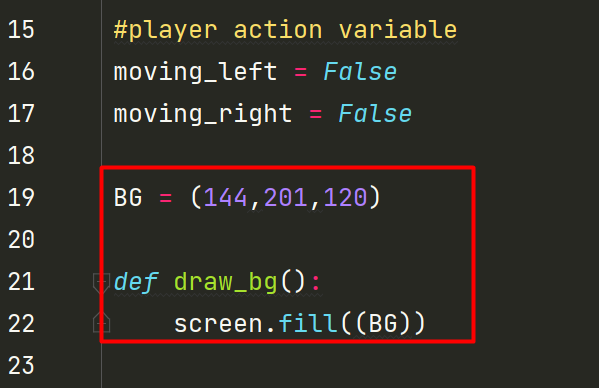 15 #player action variable
16 moving_left = False
17 moving_right = False
18
19 BG = (144,201,120)
20
21 def draw_bg():
22     screen.fill((BG))
23